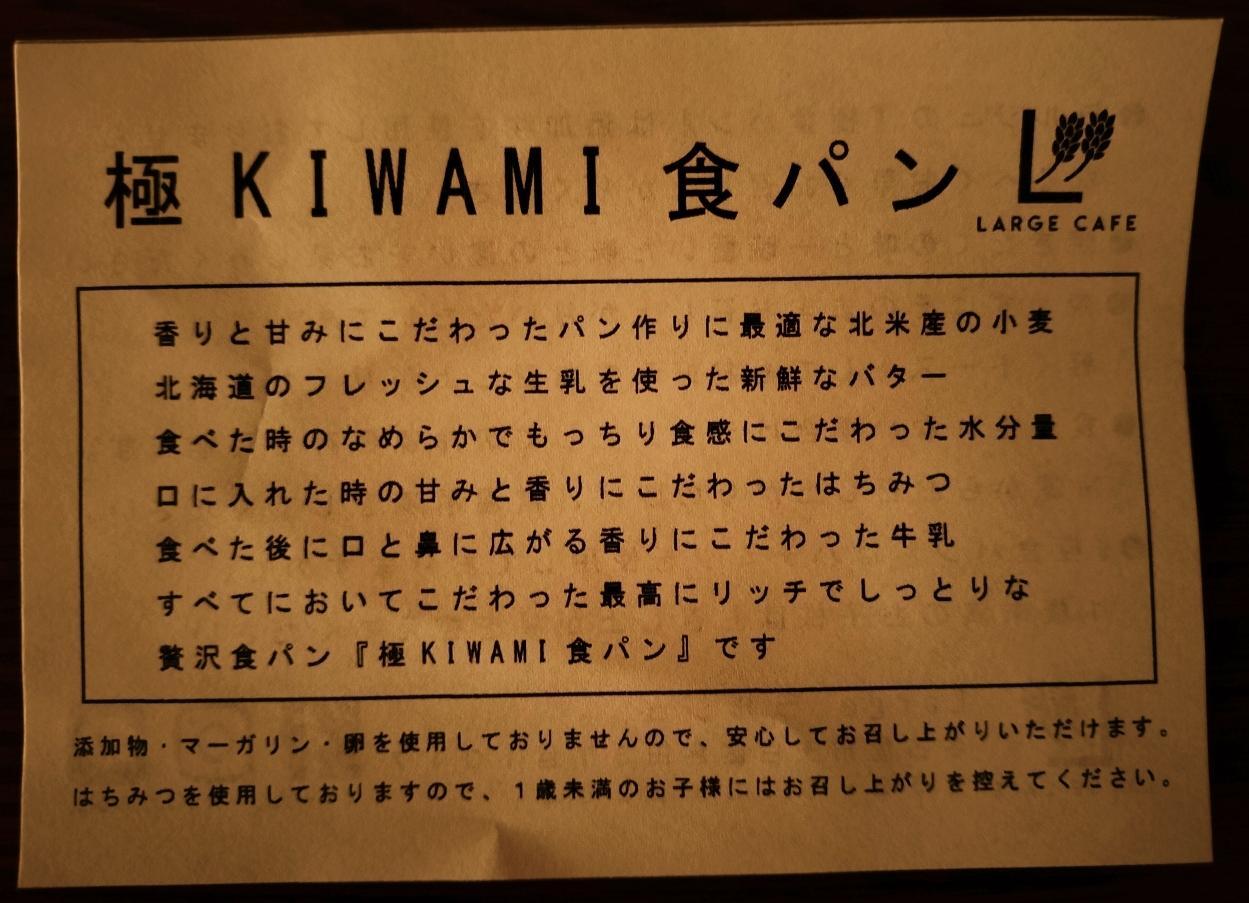 極KIWAMI食パン
LARGE CAFE
香りと甘みにこだわったパン作りに最適な北米産の小麦
北海道のフレッシュな生乳を使った新鮮なバター
食べた時のなめらかでもっちり食感にこだわった水分量
口に入れた時の甘みと香りにこだわったはちみつ
食べた後に口と鼻に広がる香りにこだわった牛乳
すべてにおいてこだわった最高にリッチでしっとりな
贅沢食パン『極KIWAMI食パン』です
添加物・マーガリン・卵を使用しておりませんので、安心してお召し上がりいただけます。
はちみつを使用しておりますので、1歳未満のお子様にはお召し上がりを控えてください。